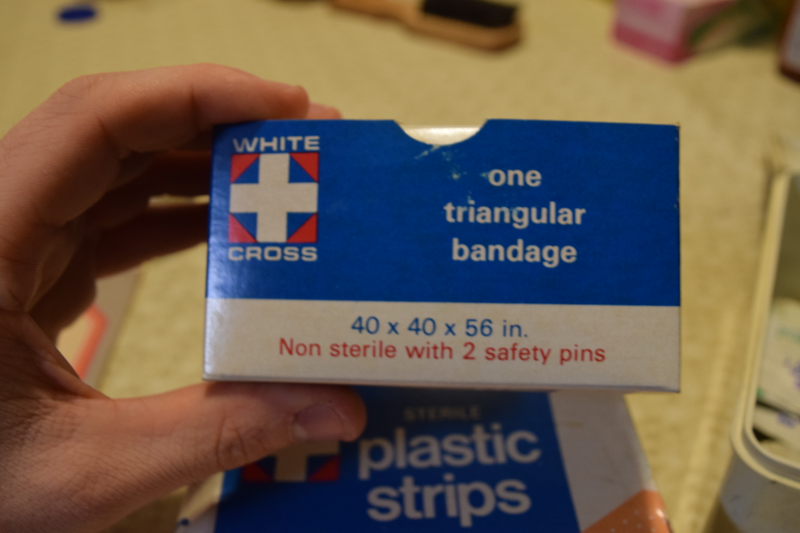 WHITE
CROSS
one
triangular
bandage
40 x 40 x 56 in.
Non sterile with 2 safety pins
STERILE
plastic
strips